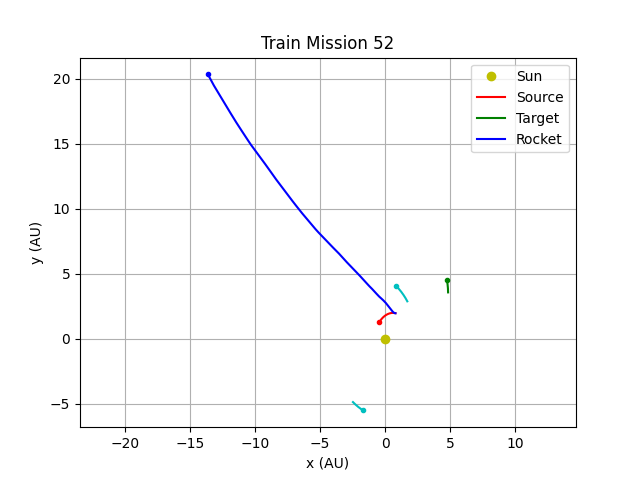 Train Mission 52
Sun
Source
Target
Rocket
20
15
10
5
0
−5
y (AU)
−20
−15
−10
−5
0
5
10
x (AU)